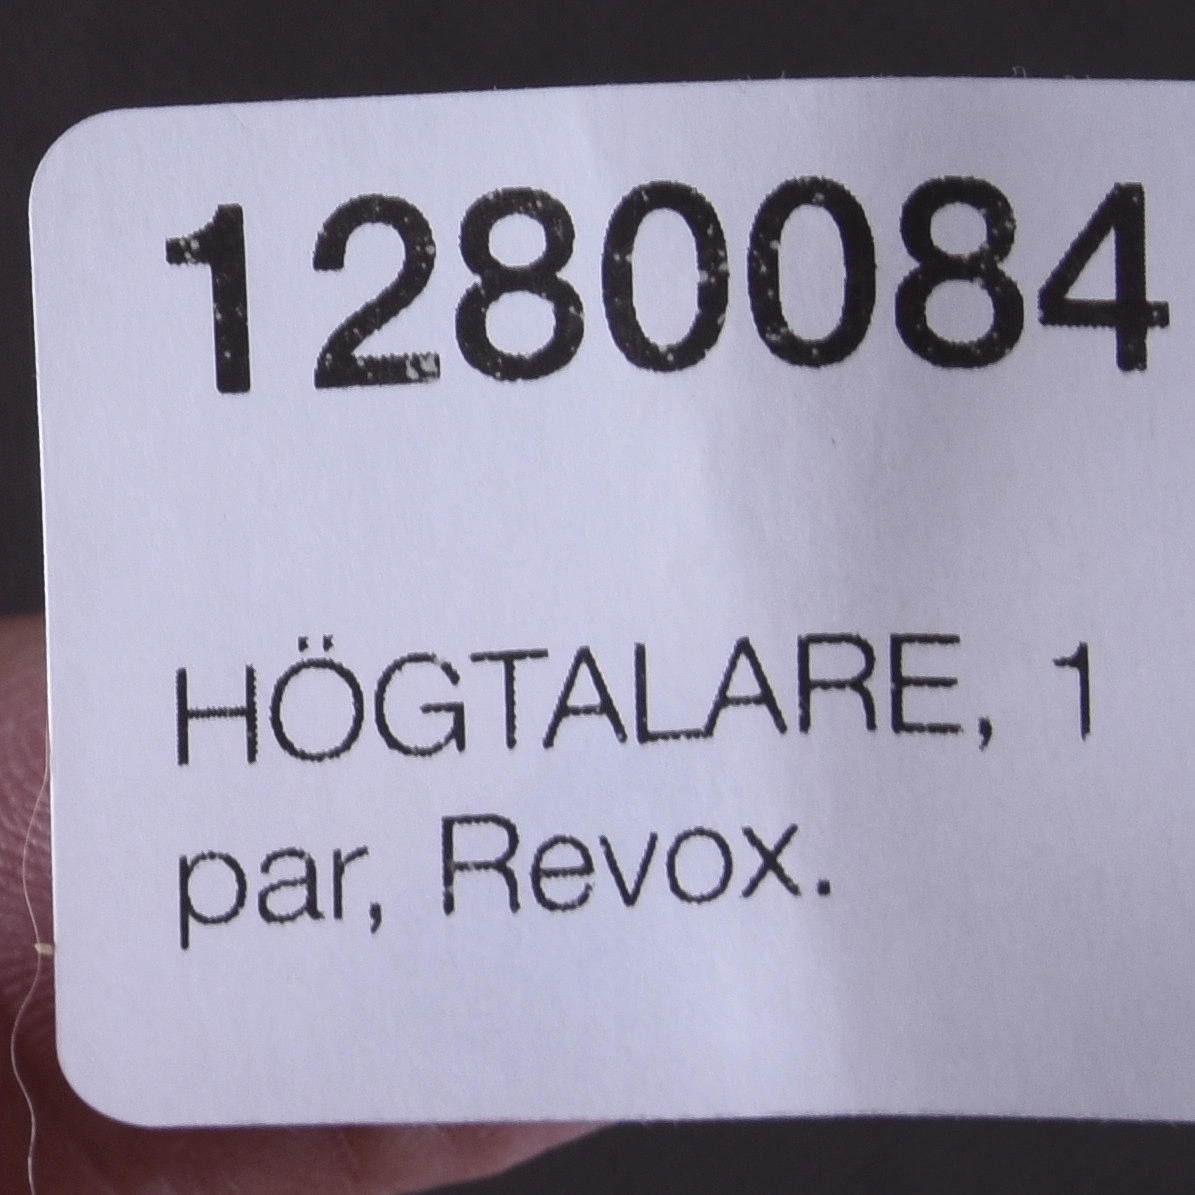 1280084
HÖGTALARE, 1
par, Revox.